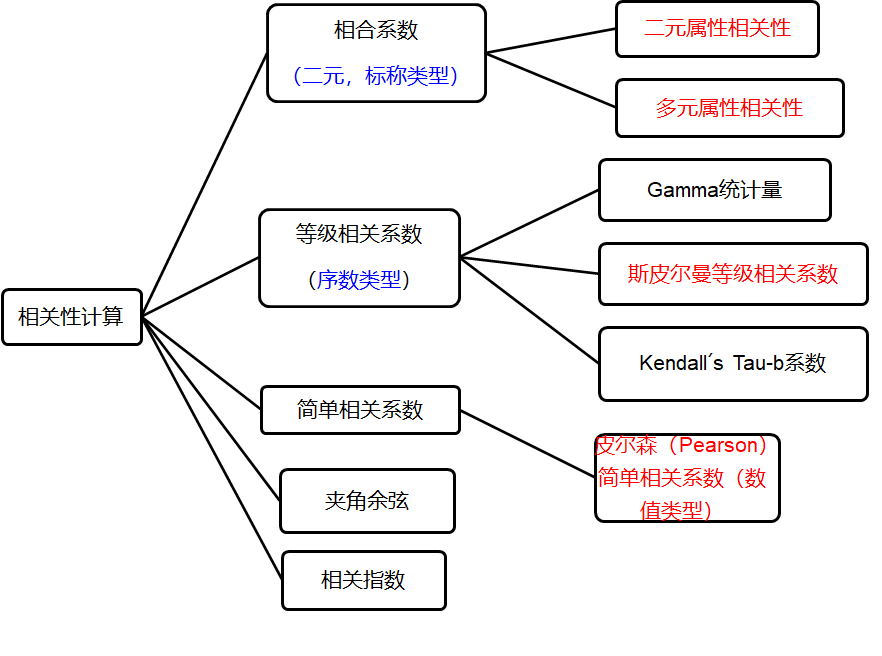 相关性计算
相合系数
（二元，标称类型）
二元属性相关性
多元属性相关性
等级相关系数
（序数类型）
Gamma统计量
斯皮尔曼等级相关系数
Kendall´s Tau-b系数
简单相关系数
皮尔森（Pearson）
简单相关系数（数
值类型）
夹角余弦
相关指数